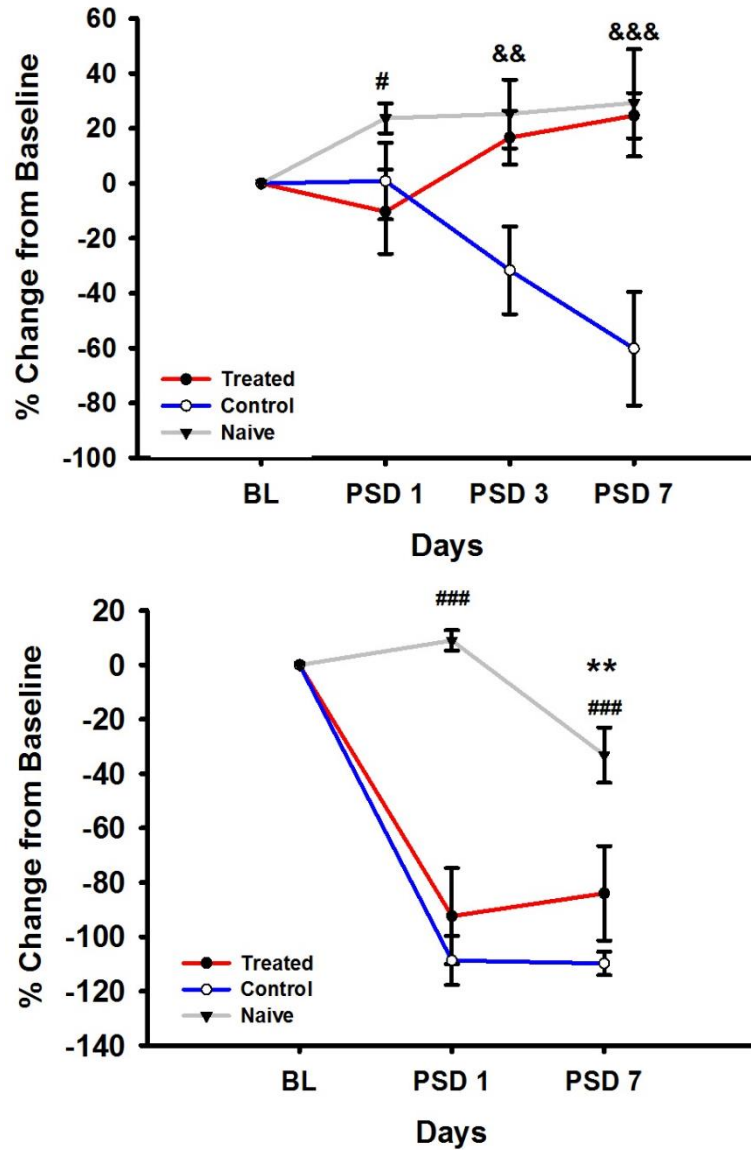 60
&&&
&&
40
#
20
0
-20
-40
-60
Treated
Control
-80
Naive
-100
BL PSD 1 PSD 3 PSD 7
Days
% Change from Baseline
20
###
0
**
###
-20
-40
-60
-80
-100
Treated
Control
-120
Naive
-140
BL PSD 1 PSD 7
Days
% Change from Baseline